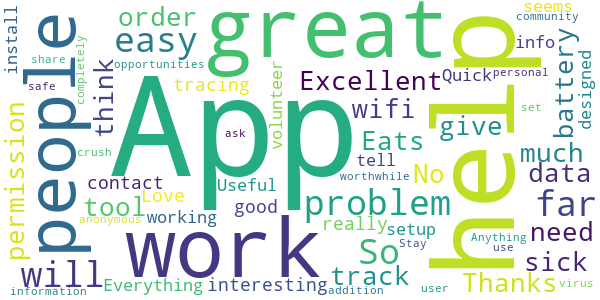 install
people
order
easy
great
help
seems
community
info
Quick
personal
share
safe
completely
opportunities
think
tracing
App
volunteer
Excellent
wifi
battery
designed
set
permission
crush
ask
Eats
give
No
much
tell
worthwhile
data
contact
Love
Useful
tool
anonymous
working
good
problem
far
really
setup
Stay
So
Anything
use
need
work
will
track
sick
information
Everything
interesting
addition
user
Thanks
virus